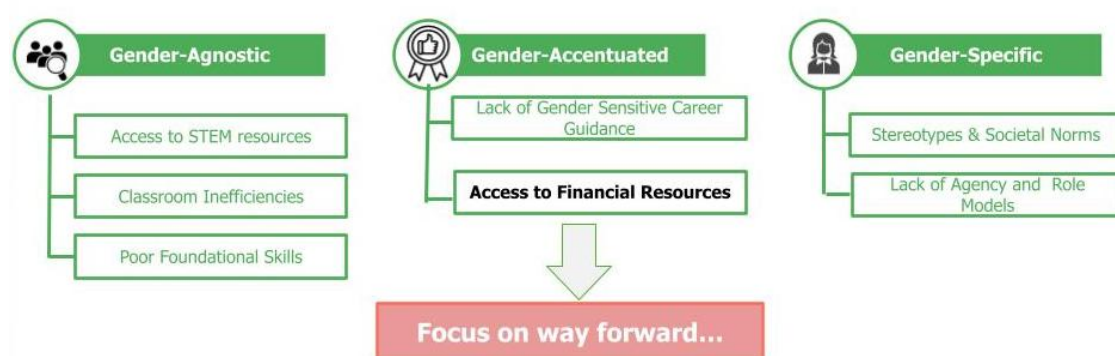 Gender-Agnostic
Access to STEM resources
Classroom Inefficiencies
Poor Foundational Skills
Gender-Accentuated
Lack of Gender Sensitive Career
Guidance
Access to Financial Resources
Gender-Specific
Stereotypes & Societal Norms
Lack of Agency and Role
Models
Focus on way forward...